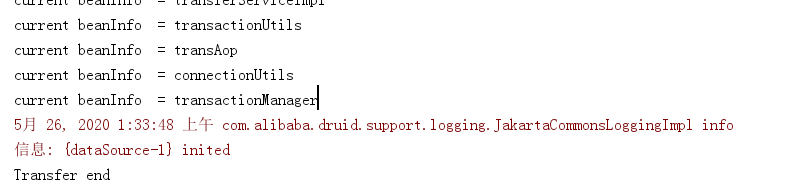 current beanInfo  = transferServiceImpl
current beanInfo  = transactionUtils
current beanInfo  = transAop
current beanInfo  = connectionUtils
current beanInfo  = transactionManager
5月 26, 2020 1:33:48 上午 com.alibaba.druid.support.logging.JakartaCommonsLoggingImpl info
信息: {dataSource-1} inited
Transfer end